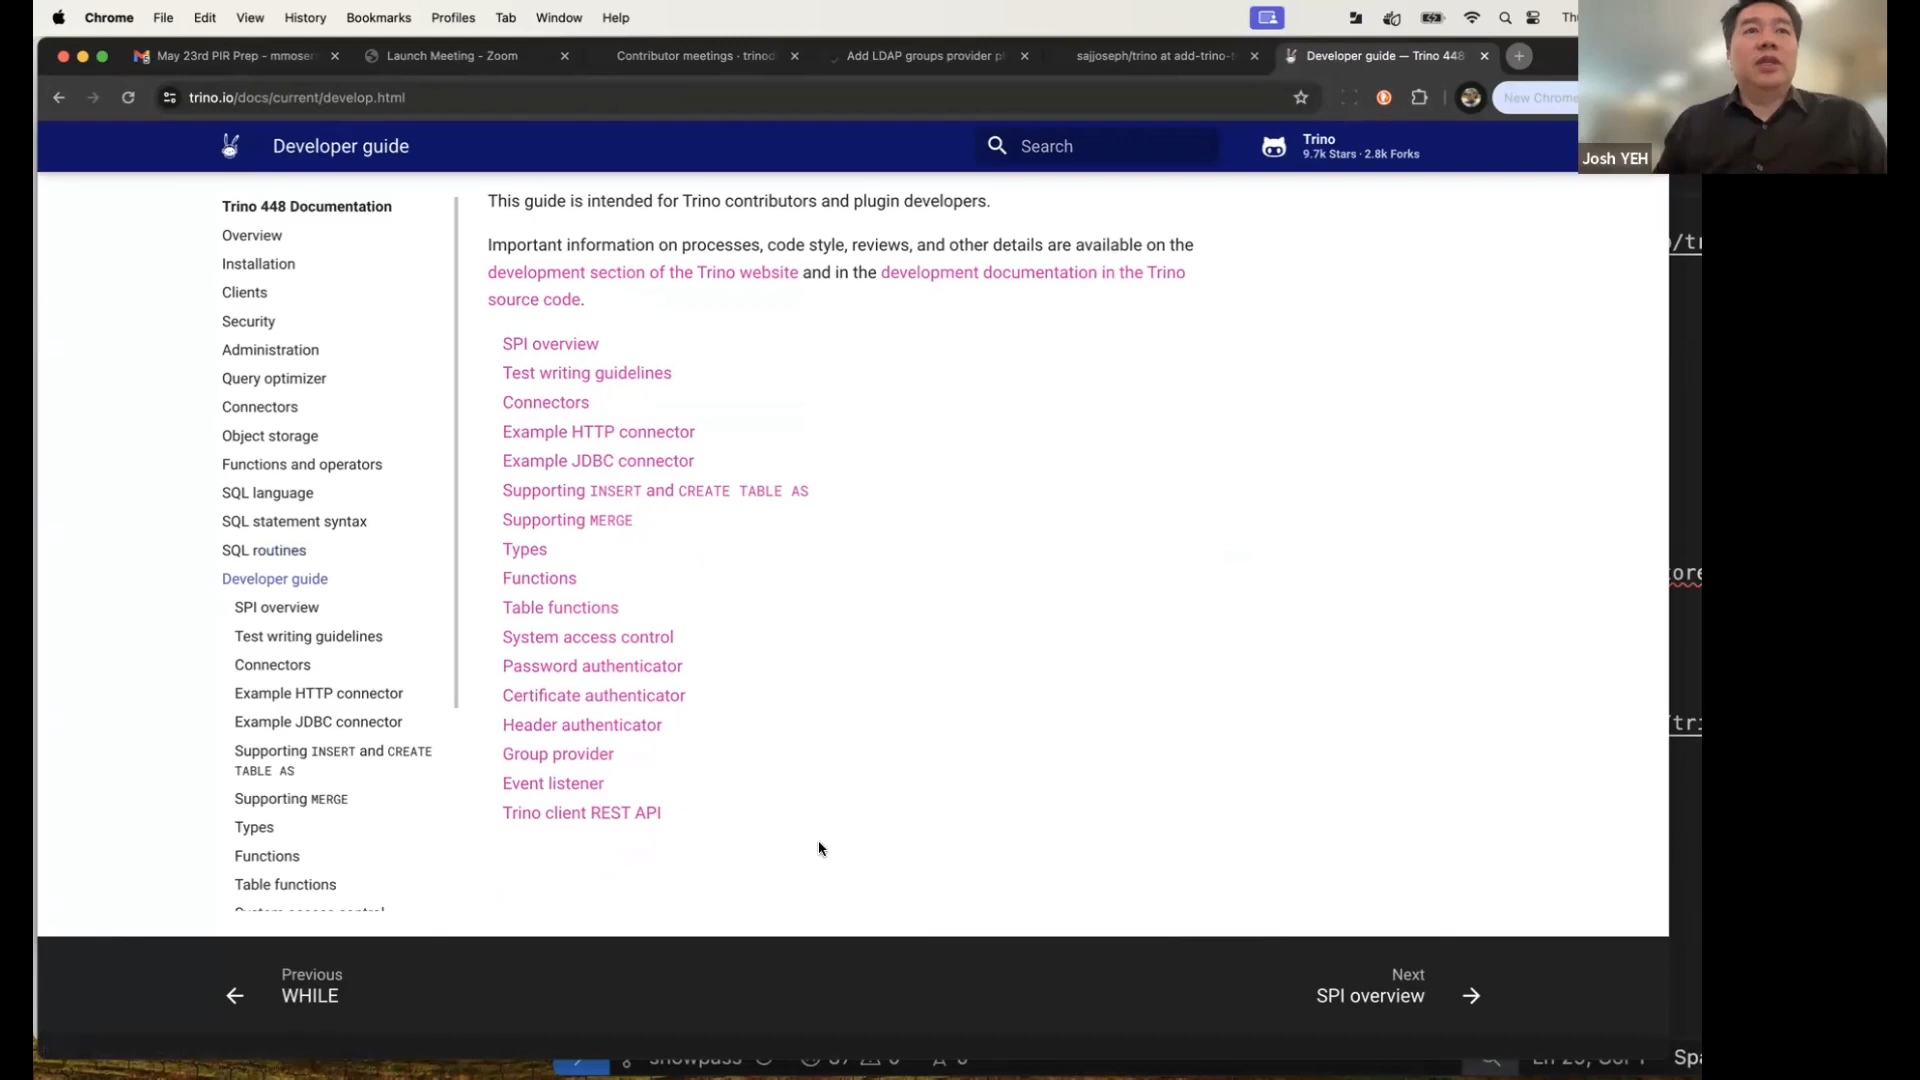 Chrome File Edit View History Bookmarks Profiles Tab Window Help
May 23rd PIR Prep - mmosen
Launch Meeting - Zoom
Contributor meetings · trinod
Add LDAP groups provider pl
sajjoseph/trino at add-trino-
Developer guide — Trino 448
trino.io/docs/current/develop.html
New Chrome
Josh YEH
Developer guide
Search
Trino
9.7k Stars · 2.8k Forks
Trino 448 Documentation
Overview
Installation
Clients
Security
Administration
Query optimizer
Connectors
Object storage
Functions and operators
SQL language
SQL statement syntax
SQL routines
Developer guide
SPI overview
Test writing guidelines
Connectors
Example HTTP connector
Example JDBC connector
Supporting INSERT and CREATE
TABLE AS
Supporting MERGE
Types
Functions
Table functions
This guide is intended for Trino contributors and plugin developers.
Important information on processes, code style, reviews, and other details are available on the
development section of the Trino website and in the development documentation in the Trino
source code.
SPI overview
Test writing guidelines
Connectors
Example HTTP connector
Example JDBC connector
Supporting INSERT and CREATE TABLE AS
Supporting MERGE
Types
Functions
Table functions
System access control
Password authenticator
Certificate authenticator
Header authenticator
Group provider
Event listener
Trino client REST API
Previous
WHILE
Next
SPI overview